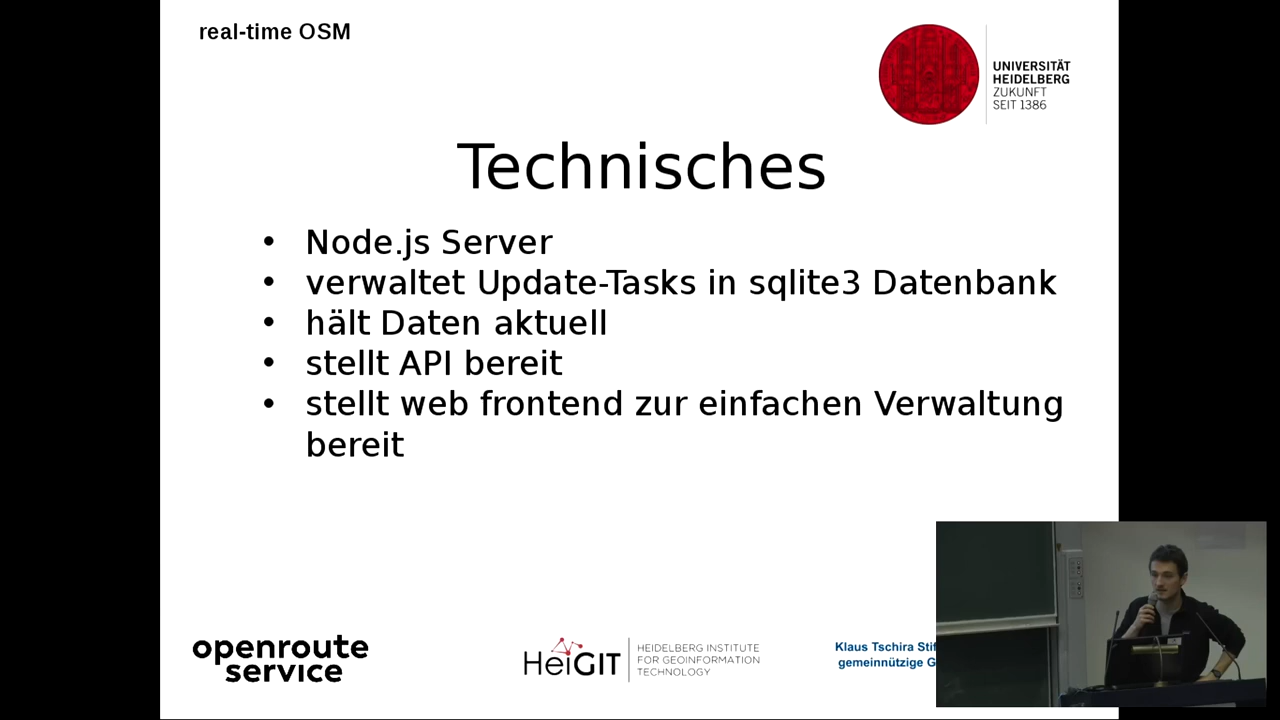 real-time OSM
UNIVERSITÄT
HEIDELBERG
ZUKUNFT
SEIT 1386
Technisches
• Node.js Server
• verwaltet Update-Tasks in sqlite3 Datenbank
• hält Daten aktuell
• stellt API bereit
• stellt web frontend zur einfachen Verwaltung
bereit
openroute
service
HeiGIT
HEIDELBERG INSTITUTE
FOR GEOINFORMATION
TECHNOLOGY
Klaus Tschira
gemeinnützige